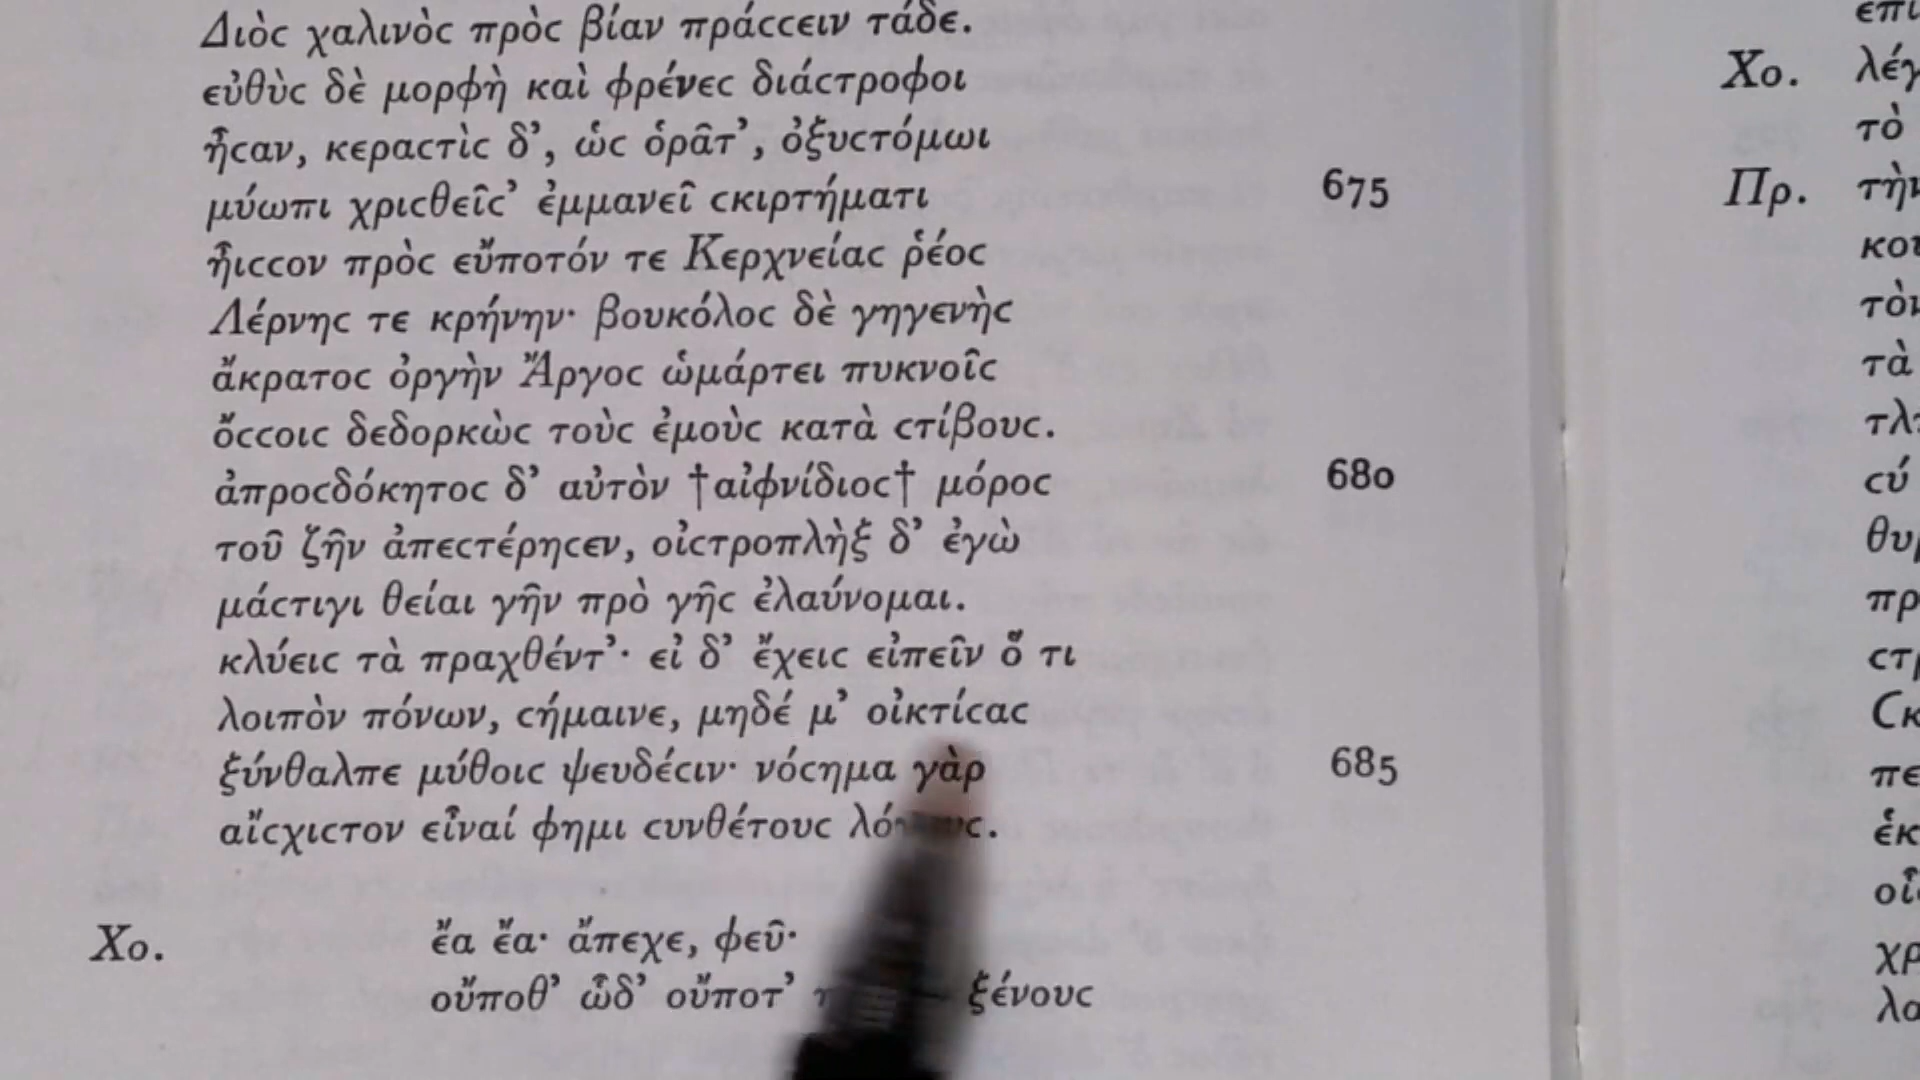 Διὸϲ χαλινὸϲ πρὸϲ βίαν πράϲϲειν τάδε.
εὐθὺϲ δὲ μορφὴ καὶ φρένεϲ διάϲτροφοι
ἦϲαν, κεραϲτὶϲ δ’, ὡϲ ὁρᾶτ’, ὀξυϲτόμωι
μύωπι χριϲθεῖϲ’ ἐμμανεῖ ϲκιρτήματι 675
ἦιϲϲον πρὸϲ εὔποτόν τε Κερχνείαϲ ῥέοϲ
Λέρνηϲ τε κρήνην· βουκόλοϲ δὲ γηγενὴϲ
ἄκρατοϲ ὀργὴν Ἄργοϲ ὡμάρτει πυκνοῖϲ
ὄϲϲοιϲ δεδορκὼϲ τοὺϲ ἐμοὺϲ κατὰ ϲτίβουϲ.
ἀπροϲδόκητοϲ δ’ αὐτὸν †αἰφνίδιοϲ† μόροϲ 680
τοῦ ζῆν ἀπεϲτέρηϲεν, οἰϲτροπλὴξ δ’ ἐγὼ
μάϲτιγι θείαι γῆν πρὸ γῆϲ ἐλαύνομαι.
κλύειϲ τὰ πραχθέντ’· εἰ δ’ ἔχειϲ εἰπεῖν ὅ τι
λοιπὸν πόνων, ϲήμαινε, μηδέ μ’ οἰκτίϲαϲ
ξύνθαλπε μύθοιϲ ψευδέϲιν· νόϲημα γὰρ 685
αἴϲχιϲτον εἶναί φημι ϲυνθέτουϲ λόγουϲ.
Χο. ἔα ἔα· ἄπεχε, φεῦ·
οὔποθ’ ὧδ’ οὔποτ’ ξένουϲ
Χο.
τὸ
Πρ.
τὰ
ϲύ